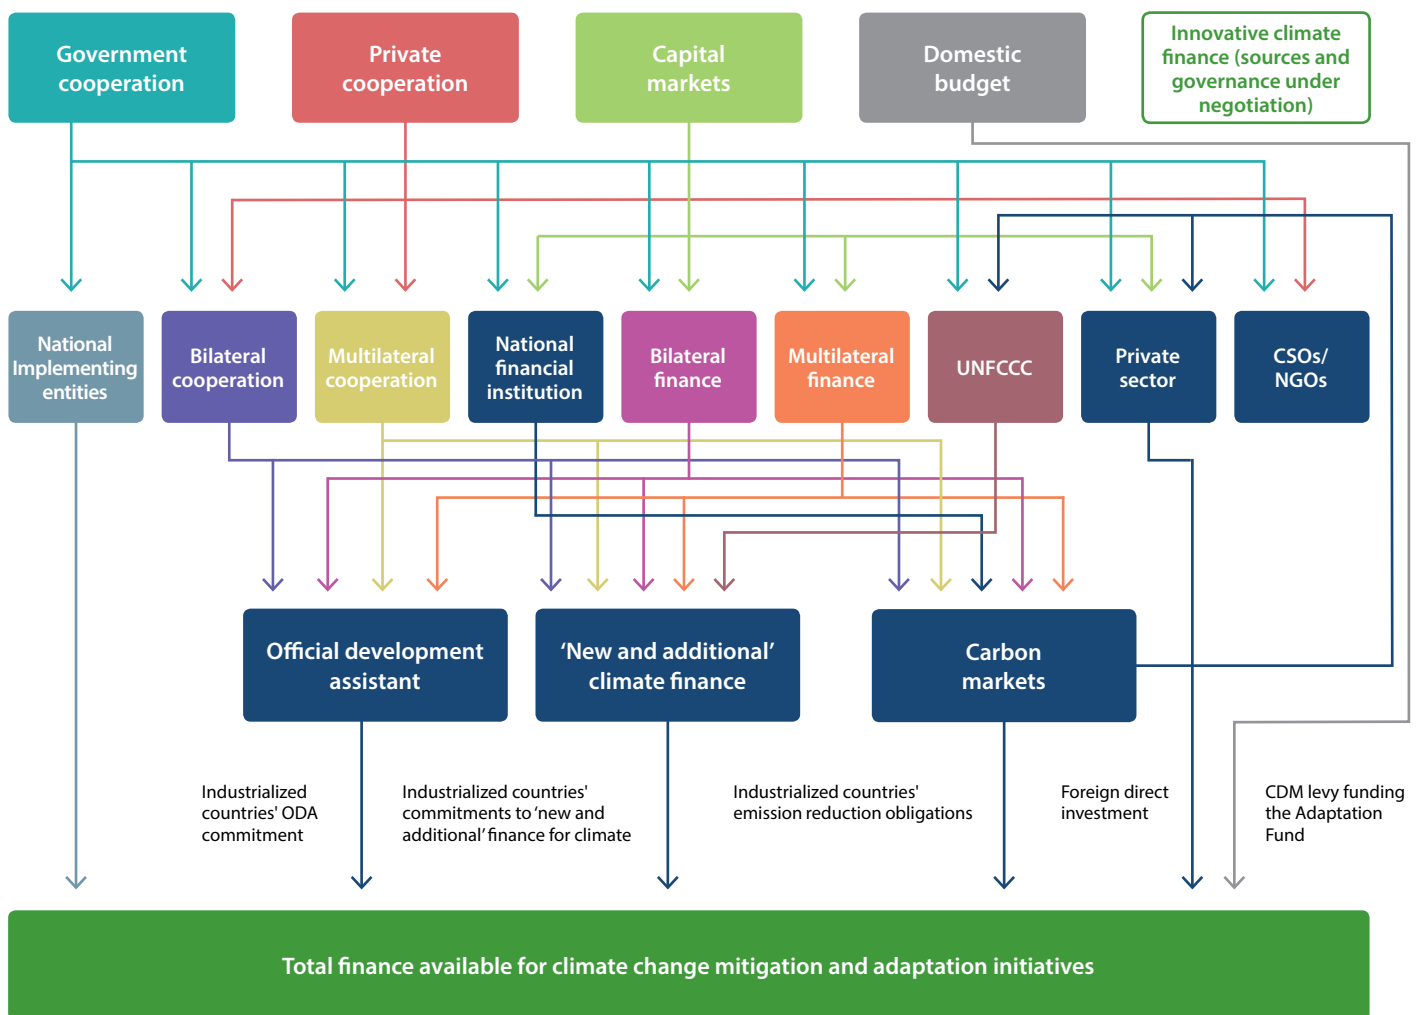 Government
cooperation
Private
cooperation
Capital
markets
Domestic
budget
Innovative climate
finance (sources and
governance under
negotiation)
National
Implementing
entities
Bilateral
cooperation
Multilateral
cooperation
National
financial
institution
Bilateral
finance
Multilateral
finance
UNFCCC
Private
sector
CSOs/
NGOs
Official development
assistant
‘New and additional’
climate finance
Carbon
markets
Industrialized
countries' ODA
commitment
Industrialized countries'
commitments to ‘new and
additional’ finance for climate
Industrialized countries'
emission reduction obligations
Foreign direct
investment
CDM levy funding
the Adaptation
Fund
Total finance available for climate change mitigation and adaptation initiatives